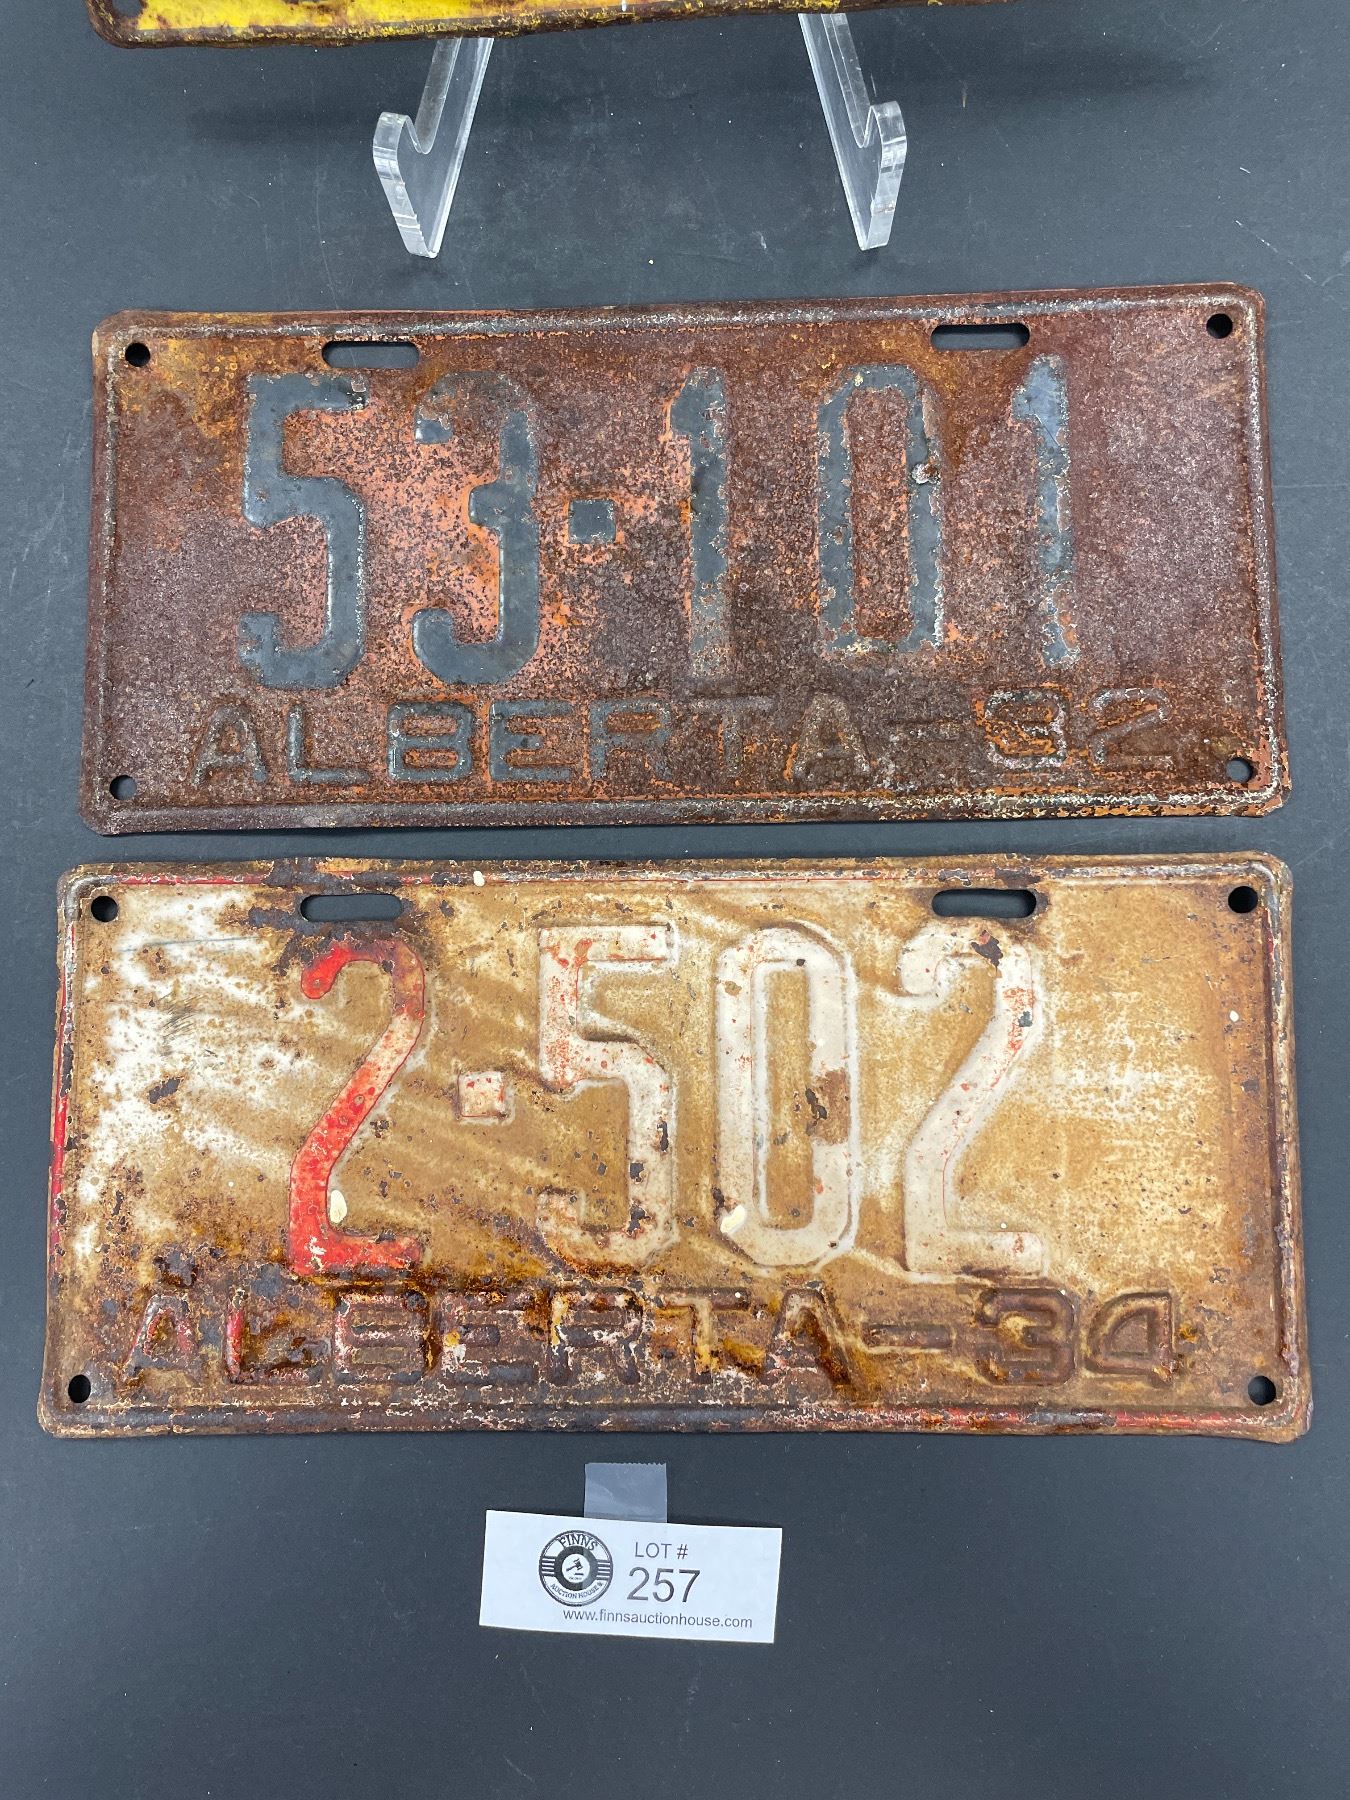 53·101
ALBERTA-32
2·502
ALBERTA-34
FINNS
AUCTION HOUSE
LOT #
257
www.finnsauctionhouse.com